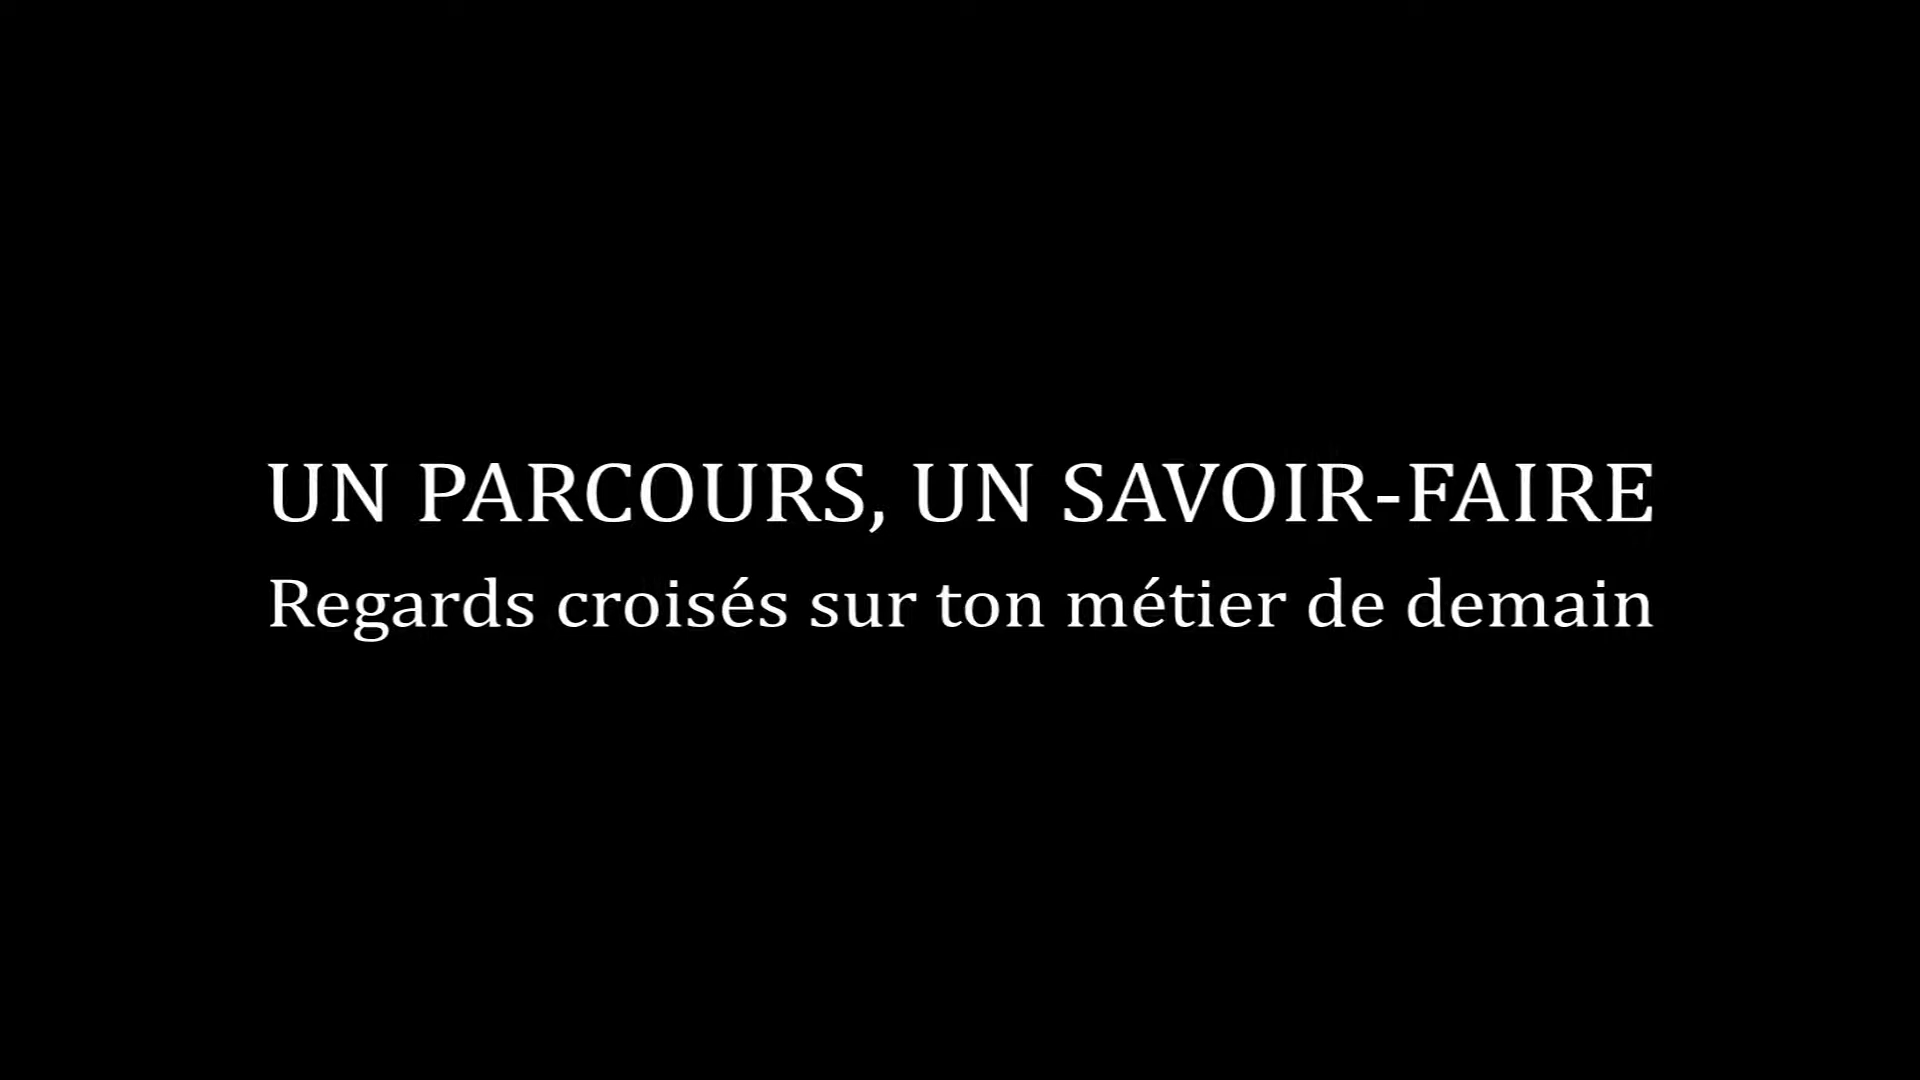 UN PARCOURS, UN SAVOIR-FAIRE
Regards croisés sur ton métier de demain